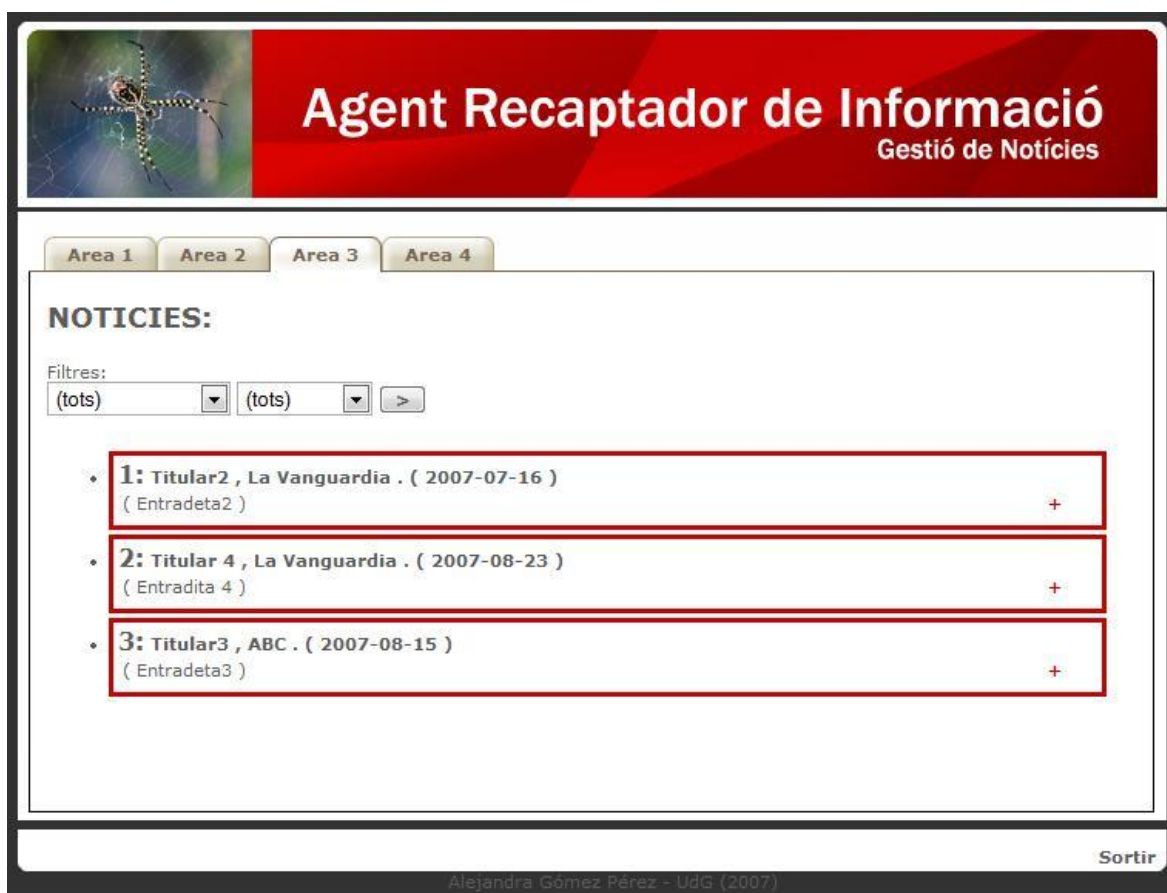 Agent Recaptador de Informació
Gestió de Notícies
Area 1 Area 2 Area 3 Area 4
NOTICIES:
Filtres:
(tots) (tots) >
1: Titular2 , La Vanguardia . ( 2007-07-16 )
( Entradeta2 ) +
2: Titular 4 , La Vanguardia . ( 2007-08-23 )
( Entradita 4 ) +
3: Titular3 , ABC . ( 2007-08-15 )
( Entradeta3 ) +
Sortir
Alejandra Gómez Pérez - UdG (2007)